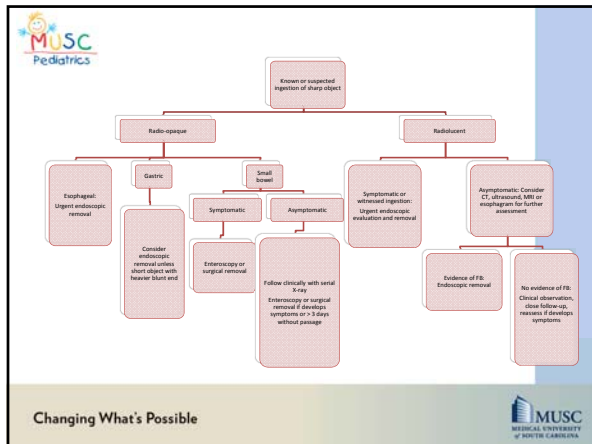 MUSC
Pediatrics
Known or suspected
ingestion of sharp object
Radio-opaque
Radiolucent
Esophageal:
Urgent endoscopic
removal
Gastric
Small
bowel
Symptomatic or
witnessed ingestion:
Urgent endoscopic
evaluation and removal
Asymptomatic: Consider
CT, ultrasound, MRI or
esophagram for further
assessment
Consider
endoscopic
removal unless
short object with
heavier blunt end
Symptomatic
Asymptomatic
Enteroscopy or
surgical removal
Follow clinically with serial
X-ray
Enteroscopy or surgical
removal if develops
symptoms or > 3 days
without passage
Evidence of FB:
Endoscopic removal
No evidence of FB:
Clinical observation,
close follow-up,
reassess if develops
symptoms
Changing What's Possible
MUSC
MEDICAL UNIVERSITY
of SOUTH CAROLINA